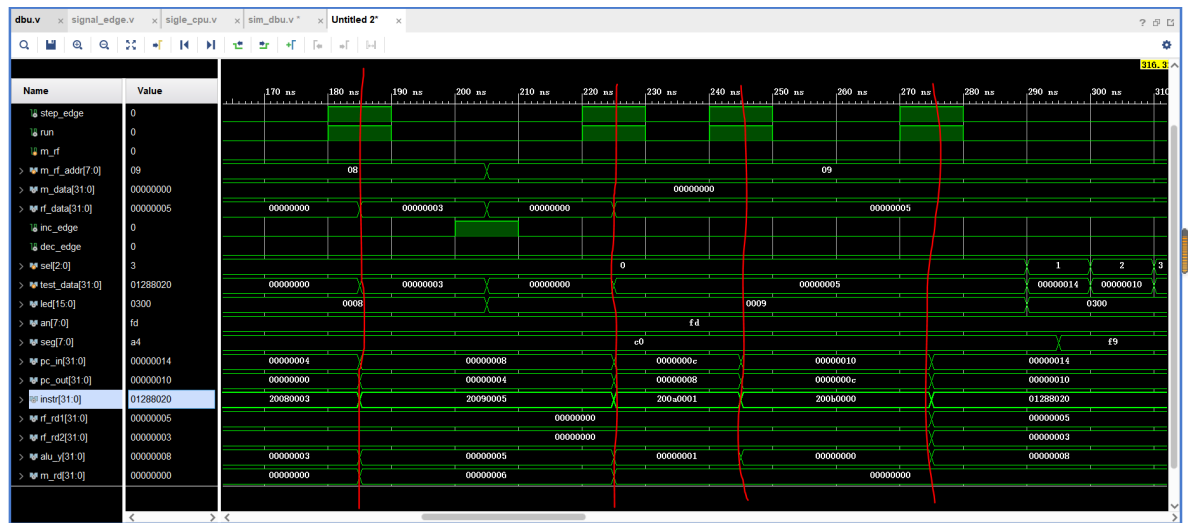 dbu.v × signal_edge.v × sigle_cpu.v × sim_dbu.v * × Untitled 2* × ?
316.3
Name Value 170 ns 180 ns 190 ns 200 ns 210 ns 220 ns 230 ns 240 ns 250 ns 260 ns 270 ns 280 ns 290 ns 300 ns 310
step_edge 0
run 0
m_rf 0
> m_rf_addr[7:0] 09 08 09
> m_data[31:0] 00000000 00000000
> rf_data[31:0] 00000005 00000000 00000003 00000000 00000005
inc_edge 0
dec_edge 0
> sel[2:0] 3 0 1 2 3
> test_data[31:0] 01288020 00000000 00000003 00000000 00000005 00000014 00000010
> led[15:0] 0300 0008 0009 0300
> an[7:0] fd fd
> seg[7:0] a4 c0 f9
> pc_in[31:0] 00000014 00000004 00000008 0000000c 00000010 00000014
> pc_out[31:0] 00000010 00000000 00000004 00000008 0000000c 00000010
> instr[31:0] 01288020 20080003 20090005 200a0001 200b0000 01288020
> rf_rd1[31:0] 00000005 00000000 00000005
> rf_rd2[31:0] 00000003 00000000 00000003
> alu_y[31:0] 00000008 00000003 00000005 00000001 00000000 00000008
> m_rd[31:0] 00000000 00000000 00000006 00000000